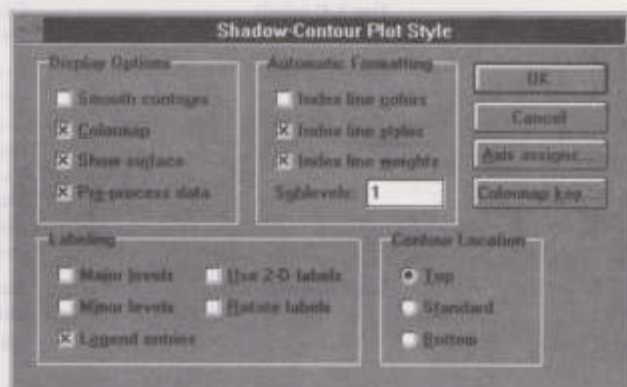 Shadow-Contour Plot Style
Display Options
Smooth contours
Colormap
Show surface
Pre-process data
Automatic Formatting
Index line colors
Index line styles
Index line weights
Sublevels: 1
OK
Cancel
Axis assignc...
Colourmap key...
Labeling
Major levels
Minor levels
Legend entries
Use 2-D labels
Rotate labels
Contour Location
Top
Standard
Bottom